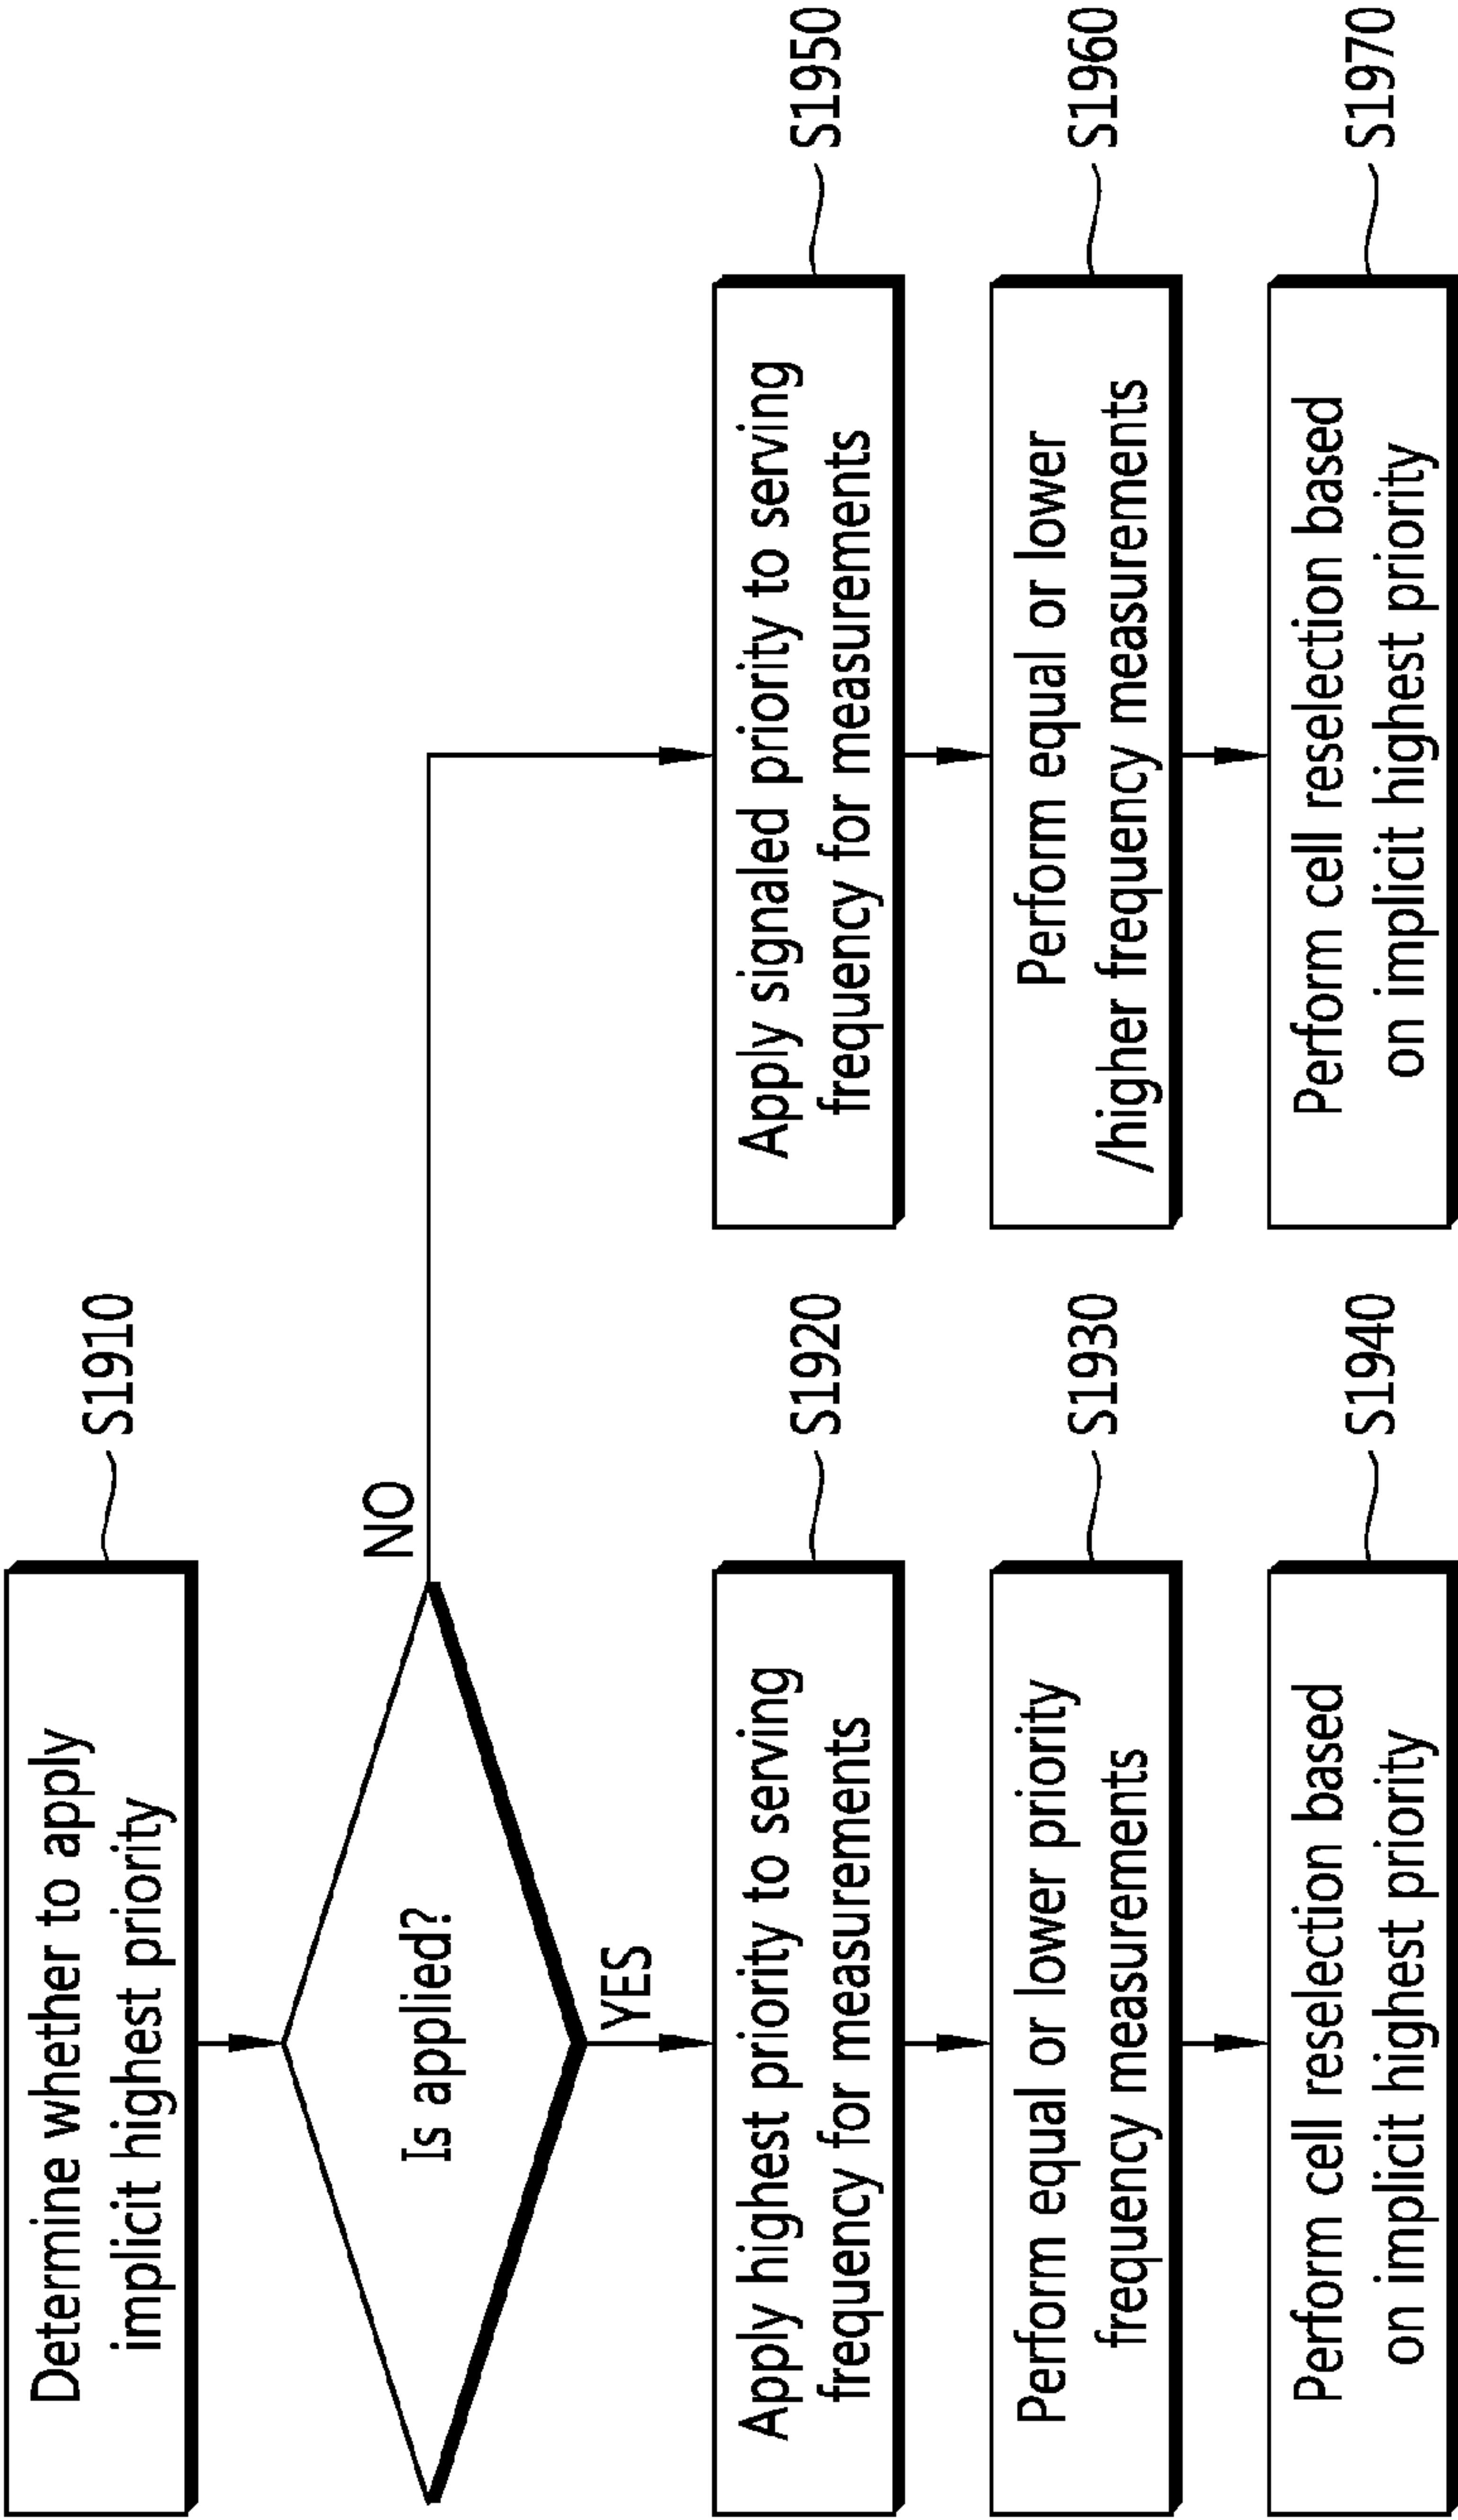 Determine whether to apply
implicit highest priority
S1910
Is applied?
NO
YES
Apply highest priority to serving
frequency for measurements
S1920
Perform equal or lower priority
frequency measurements
S1930
Perform cell reselection based
on implicit highest priority
S1940
Apply signaled priority to serving
frequency for measurements
S1950
Perform equal or lower
/higher frequency measurements
S1960
Perform cell reselection based
on implicit highest priority
S1970